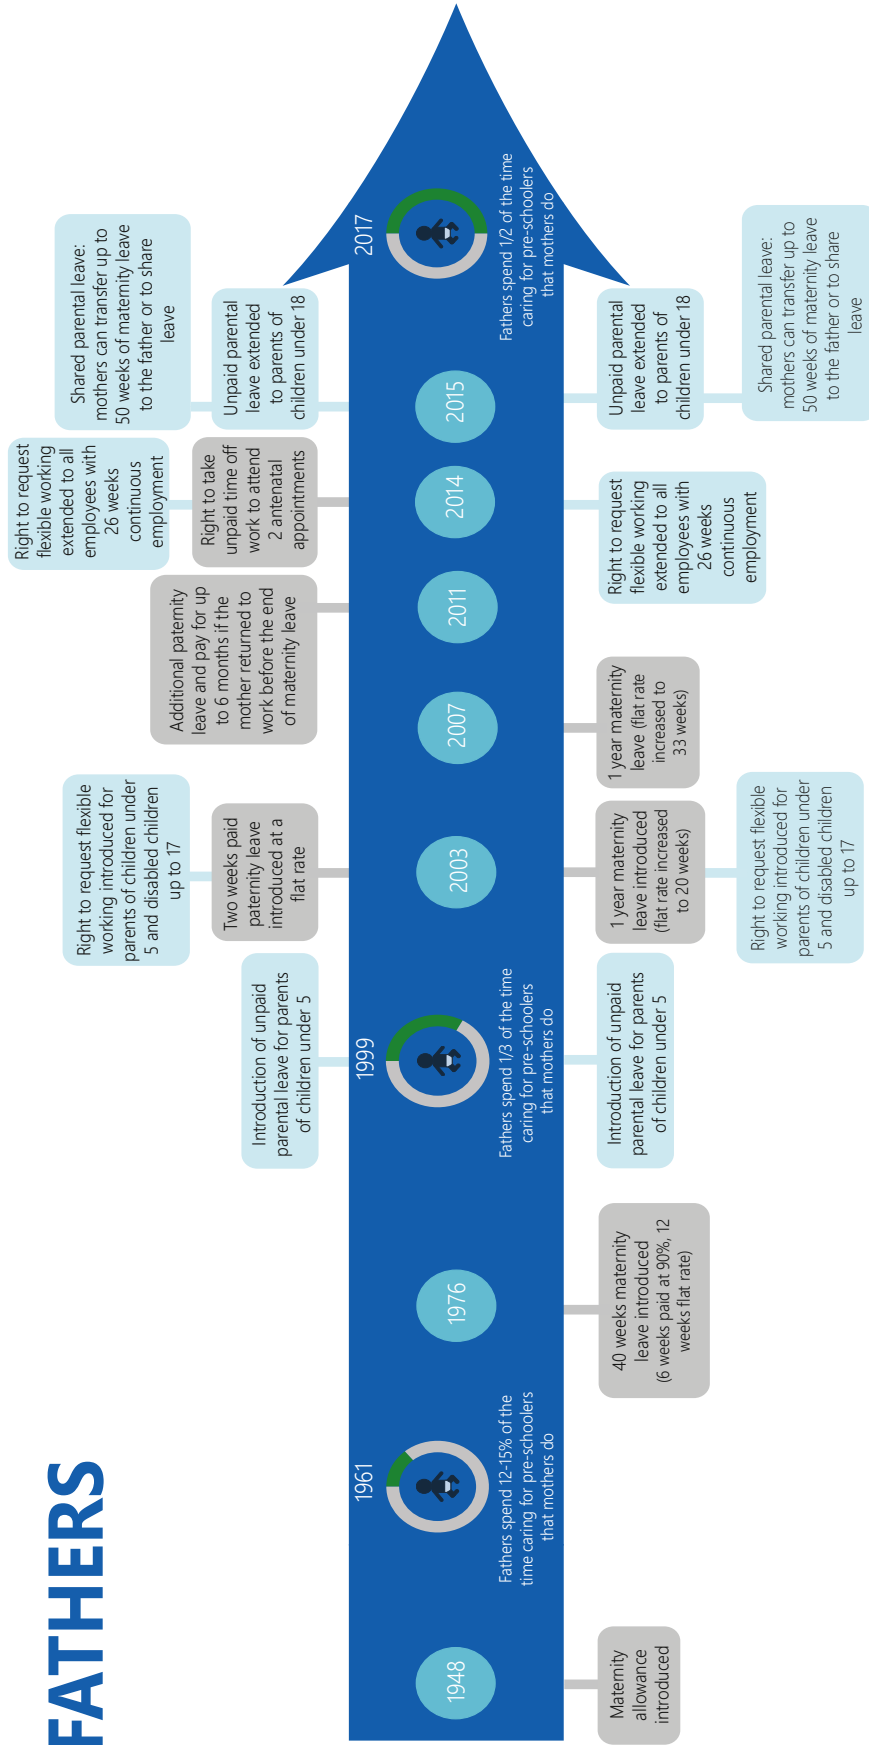 FATHERS
Introduction of unpaid
parental leave for parents
of children under 5
Right to request flexible
working introduced for
parents of children under
5 and disabled children
up to 17
Two weeks paid
paternity leave
introduced at a
flat rate
Additional paternity
leave and pay for up
to 6 months if the
mother returned to
work before the end
of maternity leave
Right to request
flexible working
extended to all
employees with
26 weeks
continuous
employment
Right to take
unpaid time off
work to attend
2 antenatal
appointments
Shared parental leave:
mothers can transfer up to
50 weeks of maternity leave
to the father or to share
leave
Unpaid parental
leave extended
to parents of
children under 18
1948
1961
Fathers spend 12-15% of the
time caring for pre-schoolers
that mothers do
1976
1999
Fathers spend 1/3 of the time
caring for pre-schoolers
that mothers do
2003
2007
2011
2014
2015
2017
Fathers spend 1/2 of the time
caring for pre-schoolers
that mothers do
Maternity
allowance
introduced
40 weeks maternity
leave introduced
(6 weeks paid at 90%, 12
weeks flat rate)
Introduction of unpaid
parental leave for parents
of children under 5
1 year maternity
leave introduced
(flat rate increased
to 20 weeks)
Right to request flexible
working introduced for
parents of children under
5 and disabled children
up to 17
1 year maternity
leave (flat rate
increased to
33 weeks)
Right to request
flexible working
extended to all
employees with
26 weeks
continuous
employment
Unpaid parental
leave extended
to parents of
children under 18
Shared parental leave:
mothers can transfer up to
50 weeks of maternity leave
to the father or to share
leave